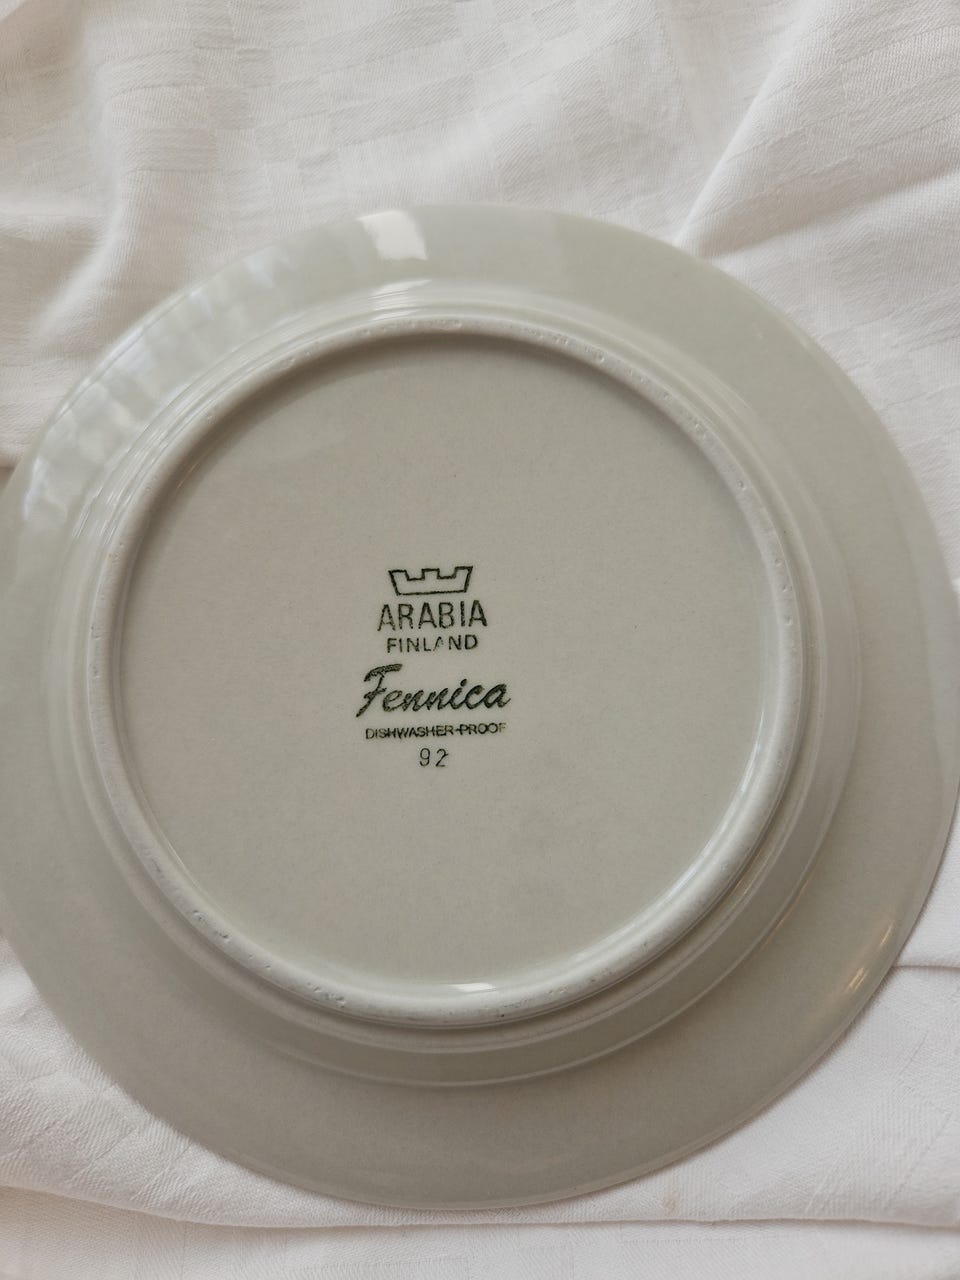 ARABIA
FINLAND
Fennica
DISHWASHER-PROOF
92